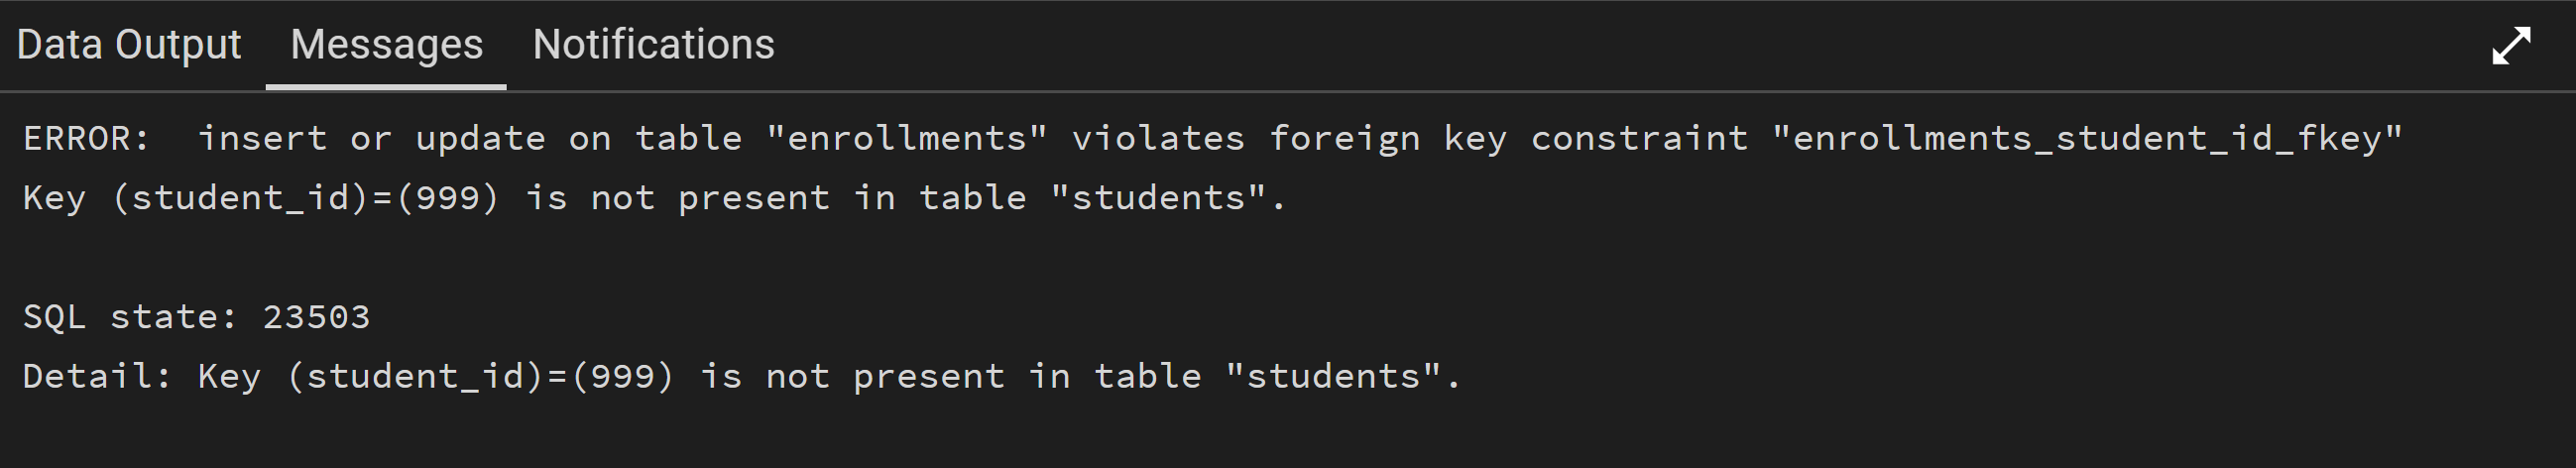 Data Output Messages Notifications
ERROR:  insert or update on table "enrollments" violates foreign key constraint "enrollments_student_id_fkey"
Key (student_id)=(999) is not present in table "students".
SQL state: 23503
Detail: Key (student_id)=(999) is not present in table "students".